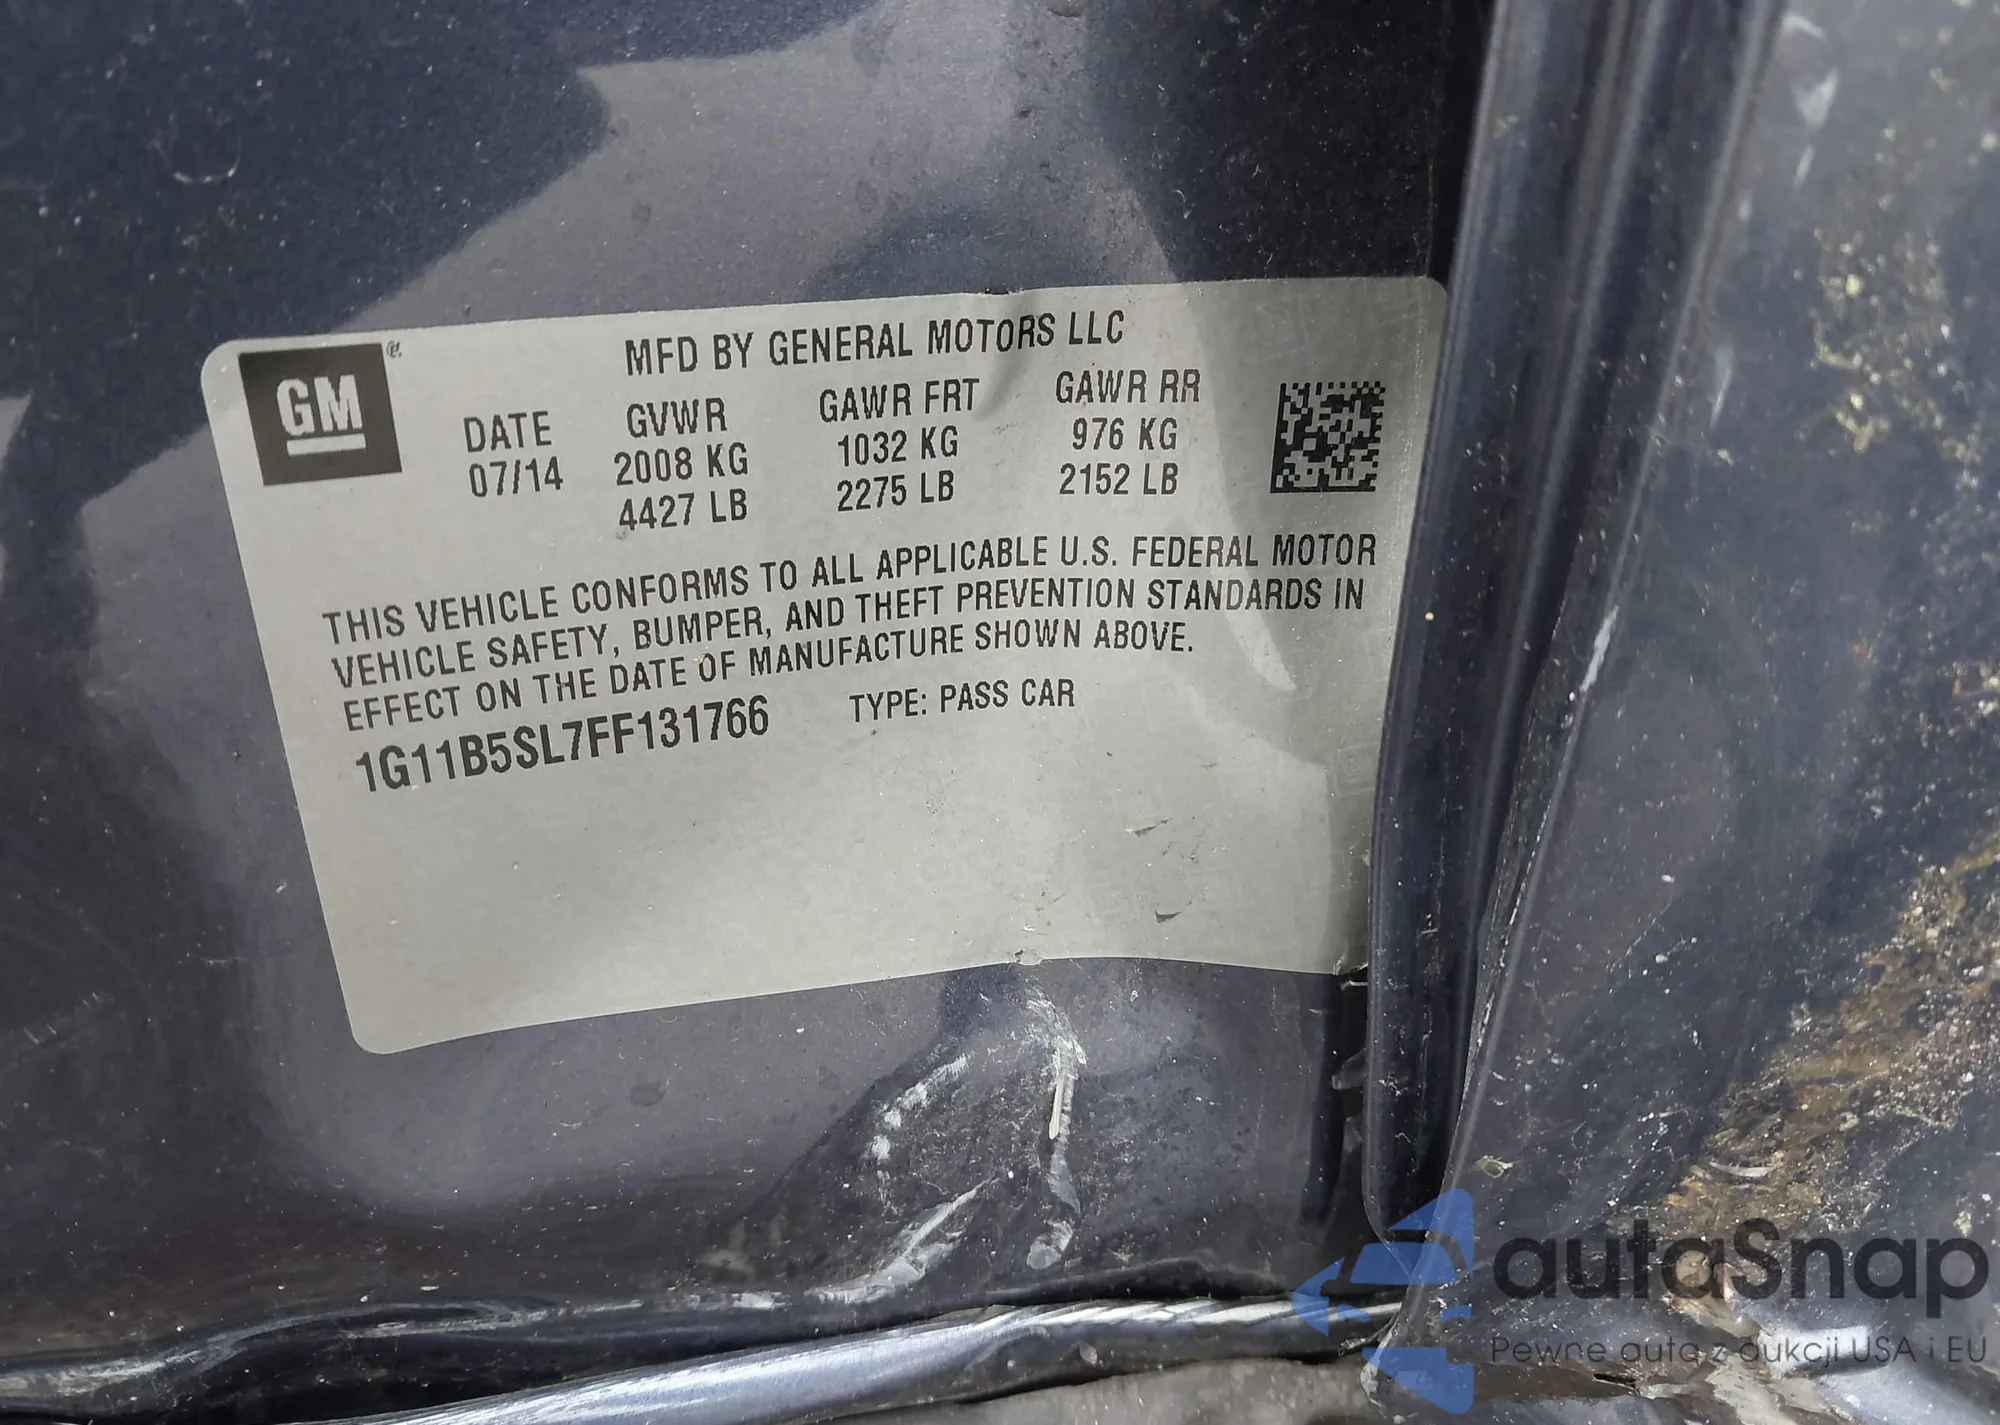 GM
MFD BY GENERAL MOTORS LLC
DATE GVWR GAWR FRT GAWR RR
07/14 2008 KG 1032 KG 976 KG
4427 LB 2275 LB 2152 LB
THIS VEHICLE CONFORMS TO ALL APPLICABLE U.S. FEDERAL MOTOR
VEHICLE SAFETY, BUMPER, AND THEFT PREVENTION STANDARDS IN
EFFECT ON THE DATE OF MANUFACTURE SHOWN ABOVE.
1G11B5SL7FF131766 TYPE: PASS CAR
autaSnap
Pewne auta z aukcji USA i EU